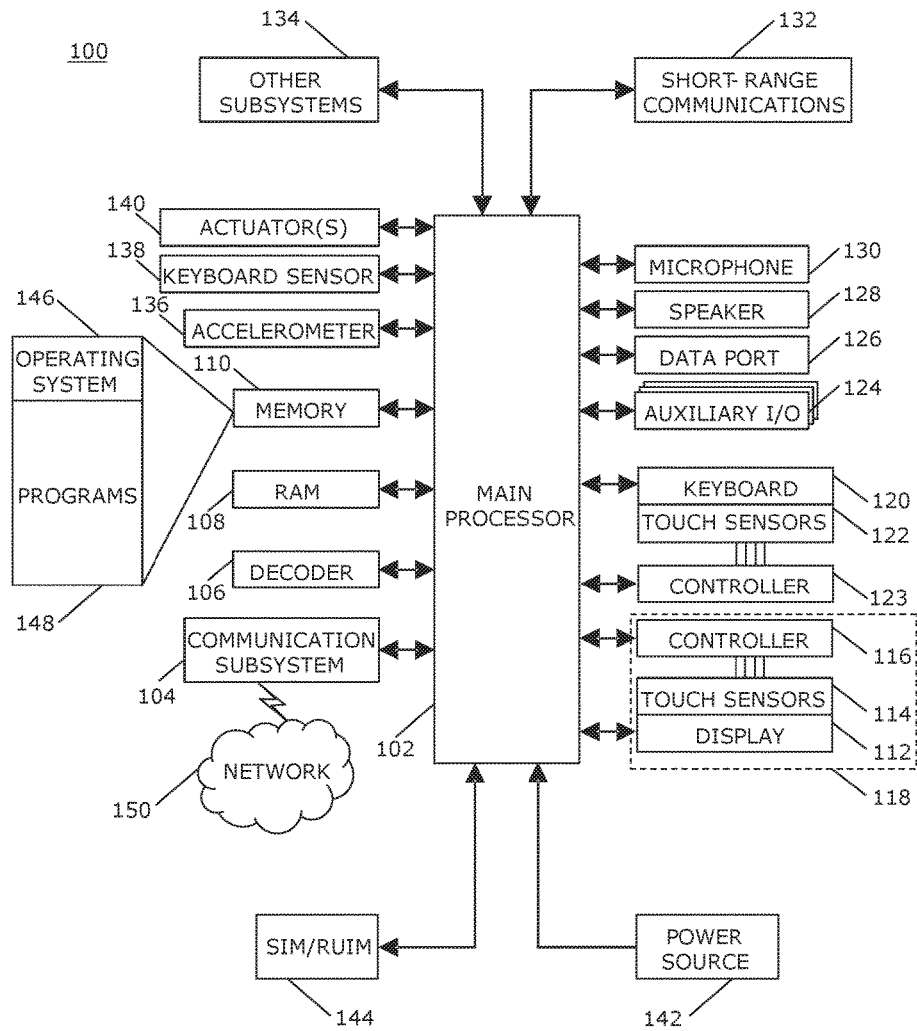 134
132
100
OTHER
SUBSYSTEMS
SHORT-RANGE
COMMUNICATIONS
140
ACTUATOR(S)
138
KEYBOARD SENSOR
146
136
ACCELEROMETER
OPERATING
SYSTEM
110
MEMORY
PROGRAMS
RAM
108
DECODER
106
148
COMMUNICATION
SUBSYSTEM
104
NETWORK
150
MAIN
PROCESSOR
102
MICROPHONE
130
SPEAKER
128
DATA PORT
126
AUXILIARY I/O
124
KEYBOARD
120
TOUCH SENSORS
122
CONTROLLER
123
CONTROLLER
116
TOUCH SENSORS
114
DISPLAY
112
118
SIM/RUIM
144
POWER
SOURCE
142